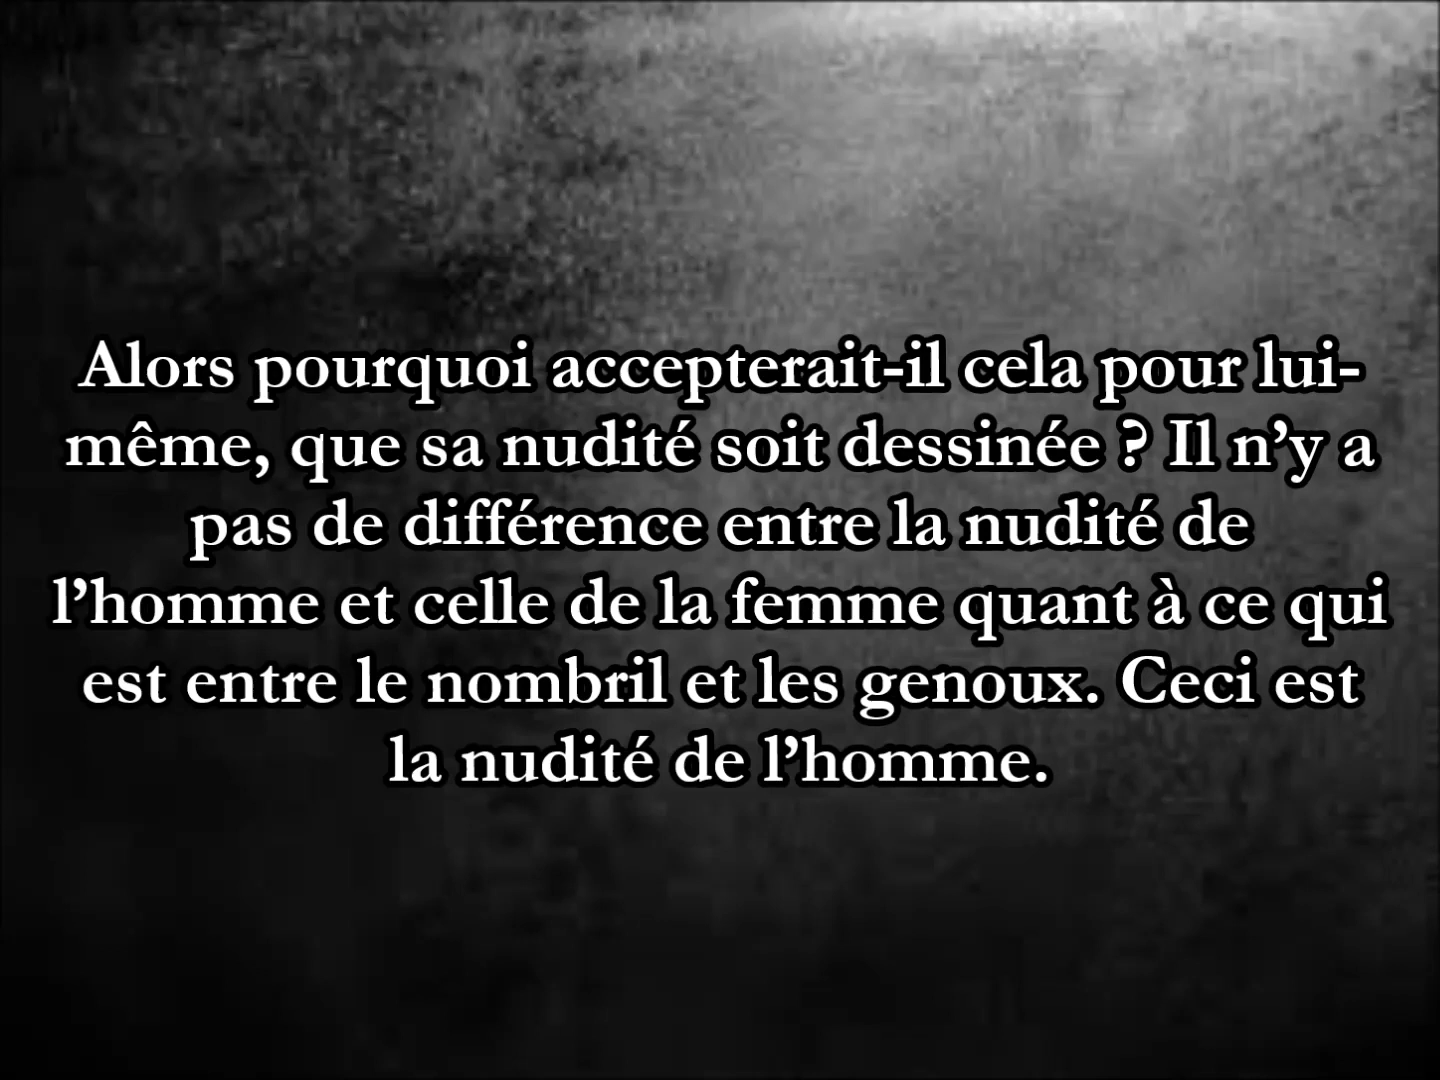 Alors pourquoi accepterait-il cela pour lui-
même, que sa nudité soit dessinée ? Il n’y a
pas de différence entre la nudité de
l’homme et celle de la femme quant à ce qui
est entre le nombril et les genoux. Ceci est
la nudité de l’homme.